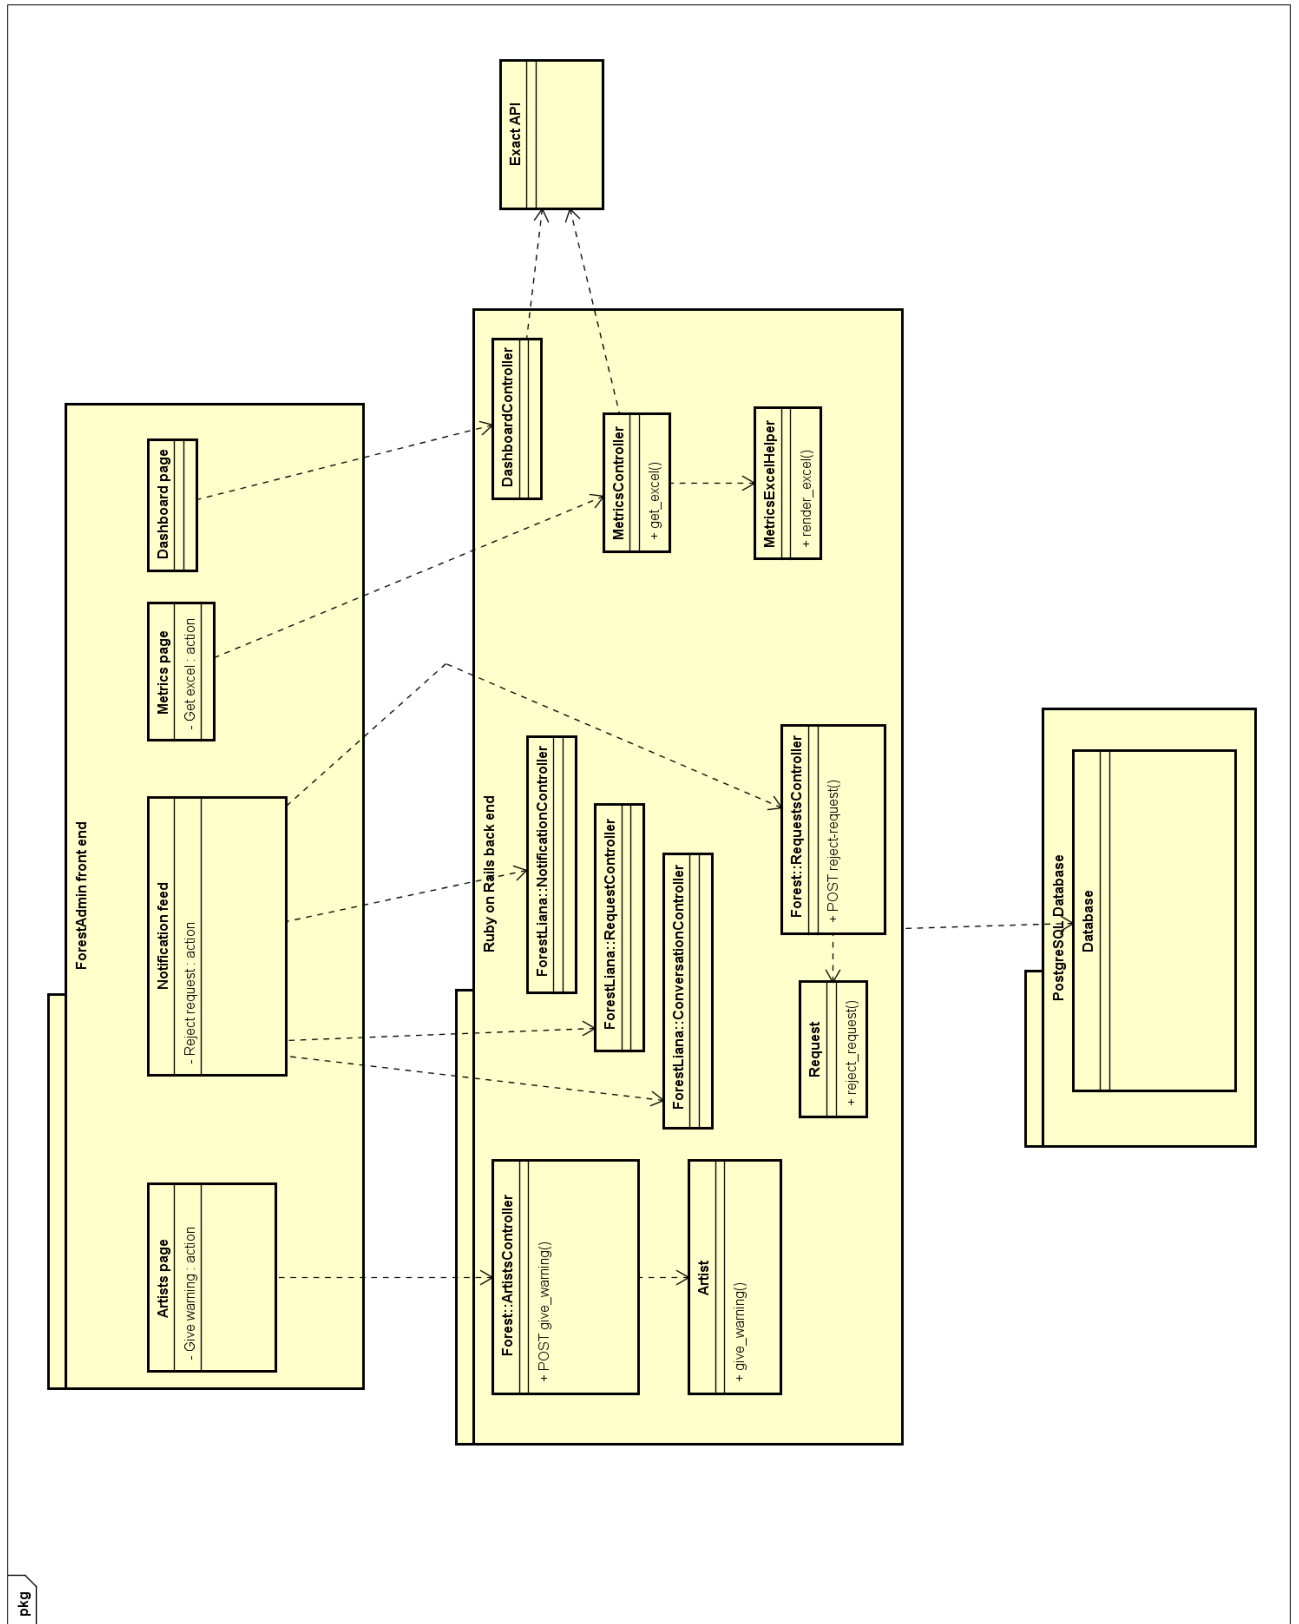 pkg
ForestAdmin front end
Artists page
- Give warning : action
Notification feed
- Reject request : action
Metrics page
- Get excel : action
Dashboard page
Ruby on Rails back end
Forest::ArtistsController
+ POST give_warning()
Artist
+ give_warning()
ForestLiana::NotificationController
ForestLiana::RequestController
ForestLiana::ConversationController
Forest::RequestsController
+ POST reject-request()
Request
+ reject_request()
DashboardController
MetricsController
+ get_excel()
MetricsExcelHelper
+ render_excel()
Exact API
PostgreSQL Database
Database